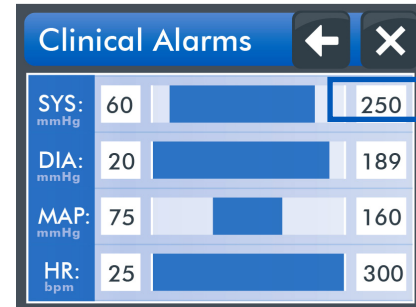 Clinical Alarms
SYS: 60 250
mmHg
DIA: 20 189
mmHg
MAP: 75 160
mmHg
HR: 25 300
bpm